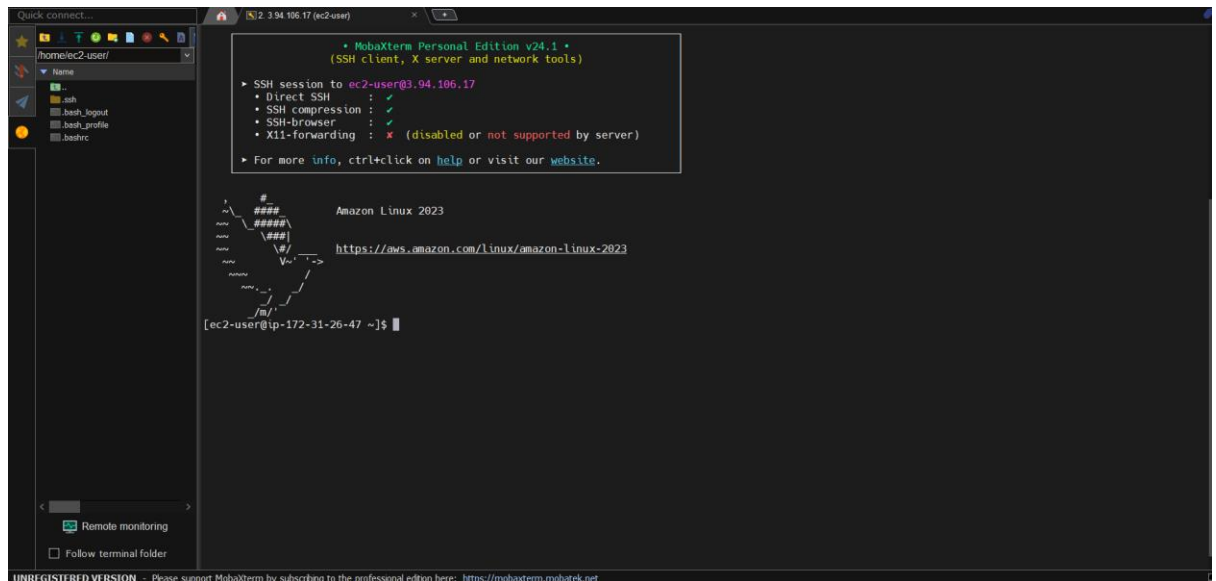 Quick connect...
2. 3.94.106.17 (ec2-user)
/home/ec2-user/
Name
..
.ssh
.bash_logout
.bash_profile
.bashrc
• MobaXterm Personal Edition v24.1 •
(SSH client, X server and network tools)
➤ SSH session to ec2-user@3.94.106.17
• Direct SSH : ✔
• SSH compression : ✔
• SSH-browser : ✔
• X11-forwarding : ✘ (disabled or not supported by server)
➤ For more info, ctrl+click on help or visit our website.
, #_
~\_ ####_ Amazon Linux 2023
~~ \_#####\
~~ \###|
~~ \#/ ___ https://aws.amazon.com/linux/amazon-linux-2023
~~ V~' '->
~~~ /
~~._. _/
_/ _/
_/m/'
[ec2-user@ip-172-31-26-47 ~]$
Remote monitoring
Follow terminal folder
UNREGISTERED VERSION - Please support MobaXterm by subscribing to the professional edition here: https://mobaxterm.mobatek.net